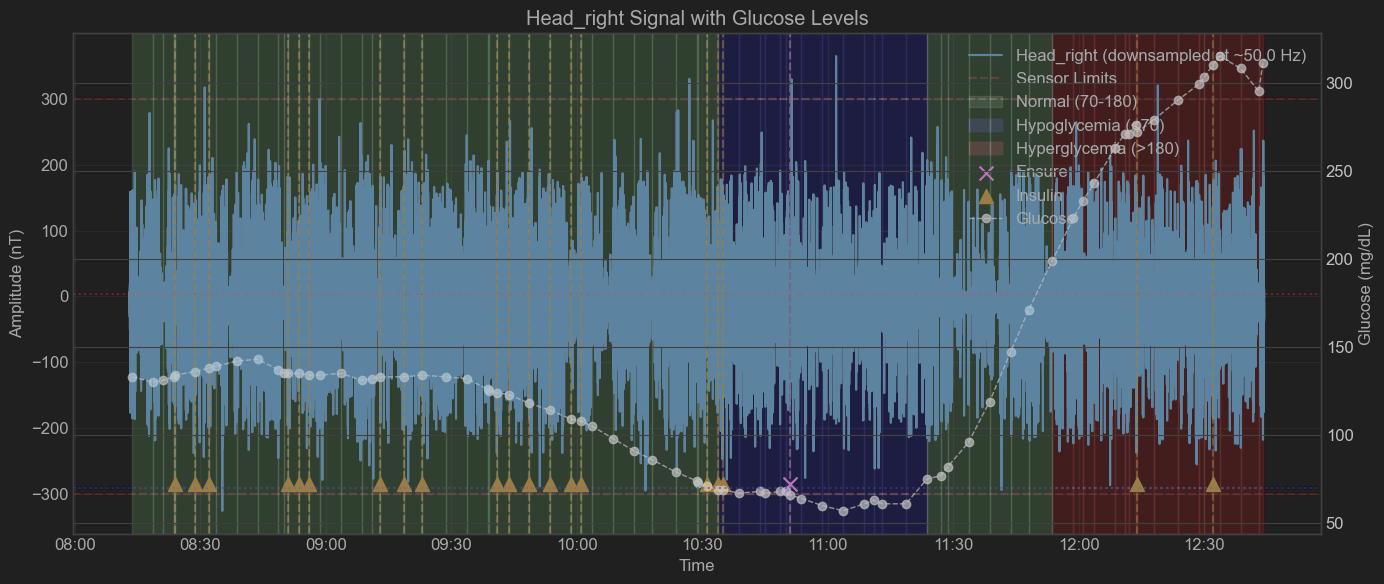 Head_right Signal with Glucose Levels
Head_right (downsampled at ~50.0 Hz)
Sensor Limits
Normal (70-180)
Hypoglycemia (<70)
Hyperglycemia (>180)
Ensure
Insulin
Glucose
Amplitude (nT)
300
200
100
0
−100
−200
−300
300
250
200
150
100
50
Glucose (mg/dL)
08:00 08:30 09:00 09:30 10:00 10:30 11:00 11:30 12:00 12:30
Time